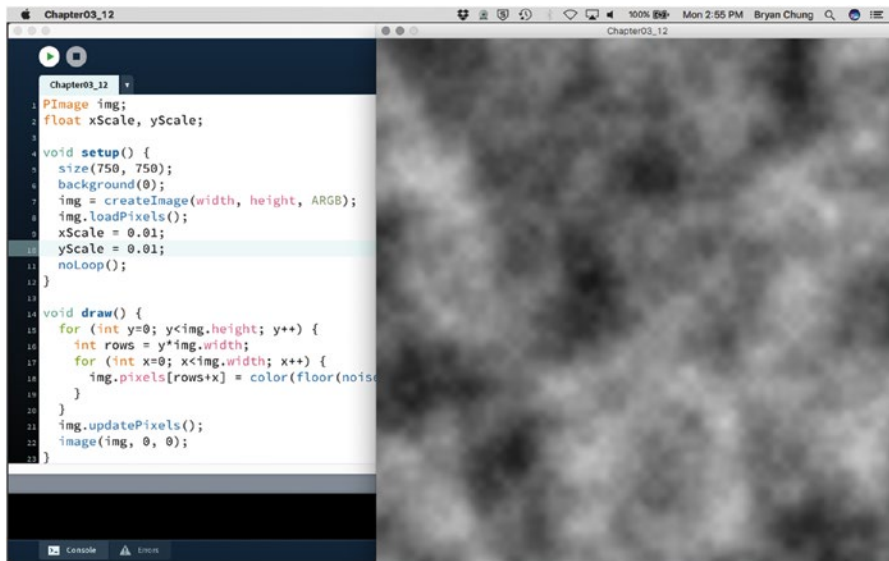 Chapter03_12
100%
Mon 2:55 PM Bryan Chung
Chapter03_12
Chapter03_12
1 PImage img;
2 float xScale, yScale;
3
4 void setup() {
5 size(750, 750);
6 background(0);
7 img = createImage(width, height, ARGB);
8 img.loadPixels();
9 xScale = 0.01;
10 yScale = 0.01;
11 noLoop();
12 }
13
14 void draw() {
15 for (int y=0; y<img.height; y++) {
16 int rows = y*img.width;
17 for (int x=0; x<img.width; x++) {
18 img.pixels[rows+x] = color(floor(noise
19 }
20 }
21 img.updatePixels();
22 image(img, 0, 0);
23 }
Console
Errors